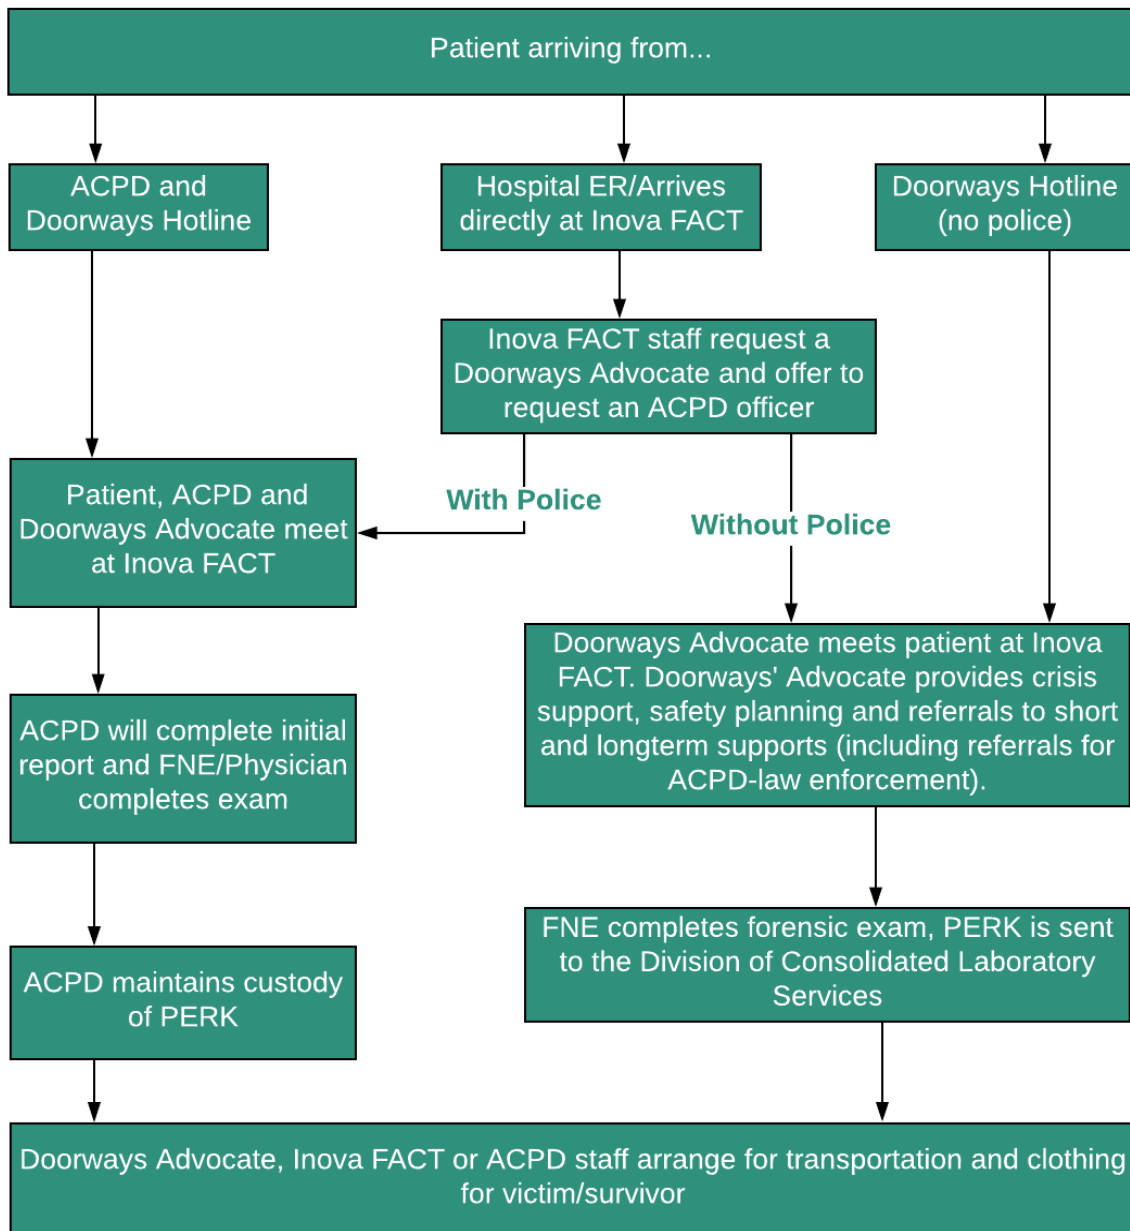 Patient arriving from...
ACPD and
Doorways Hotline
Hospital ER/Arrives
directly at Inova FACT
Doorways Hotline
(no police)
Inova FACT staff request a
Doorways Advocate and offer to
request an ACPD officer
With Police
Without Police
Patient, ACPD and
Doorways Advocate meet
at Inova FACT
Doorways Advocate meets patient at Inova
FACT. Doorways' Advocate provides crisis
support, safety planning and referrals to short
and longterm supports (including referrals for
ACPD-law enforcement).
ACPD will complete initial
report and FNE/Physician
completes exam
FNE completes forensic exam, PERK is sent
to the Division of Consolidated Laboratory
Services
ACPD maintains custody
of PERK
Doorways Advocate, Inova FACT or ACPD staff arrange for transportation and clothing
for victim/survivor